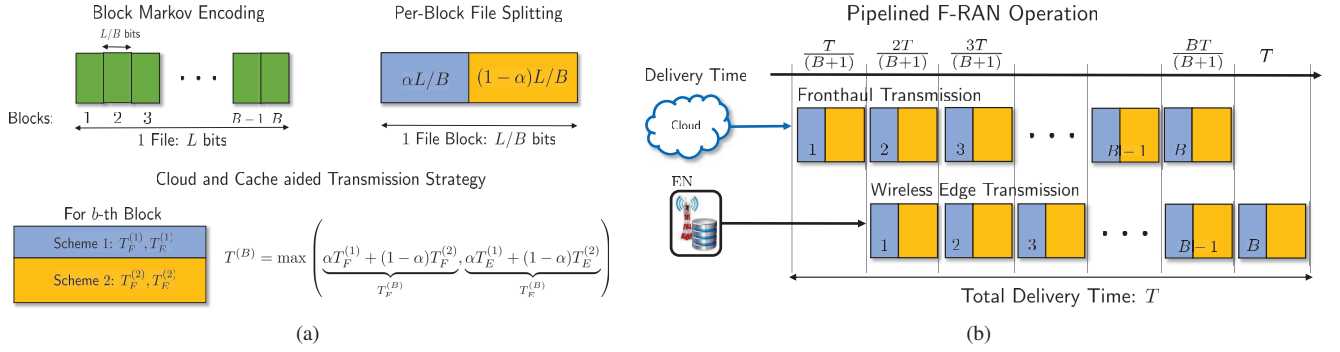 Block Markov Encoding
L/B bits
Blocks:
1 2 3 B − 1 B
1 File: L bits
Per-Block File Splitting
αL/B (1 − α)L/B
1 File Block: L/B bits
Cloud and Cache aided Transmission Strategy
For b-th Block
Scheme 1: T_F^{(1)}, T_E^{(1)}
Scheme 2: T_F^{(2)}, T_E^{(2)}
T^{(B)} = max ( αT_F^{(1)} + (1 − α)T_F^{(2)}, αT_E^{(1)} + (1 − α)T_E^{(2)} )
T_F^{(B)} T_E^{(B)}
(a)
Pipelined F-RAN Operation
T/(B+1) 2T/(B+1) 3T/(B+1) BT/(B+1) T
Delivery Time
Fronthaul Transmission
Cloud
1 2 3 B − 1 B
EN
Wireless Edge Transmission
1 2 3 B − 1 B
Total Delivery Time: T
(b)